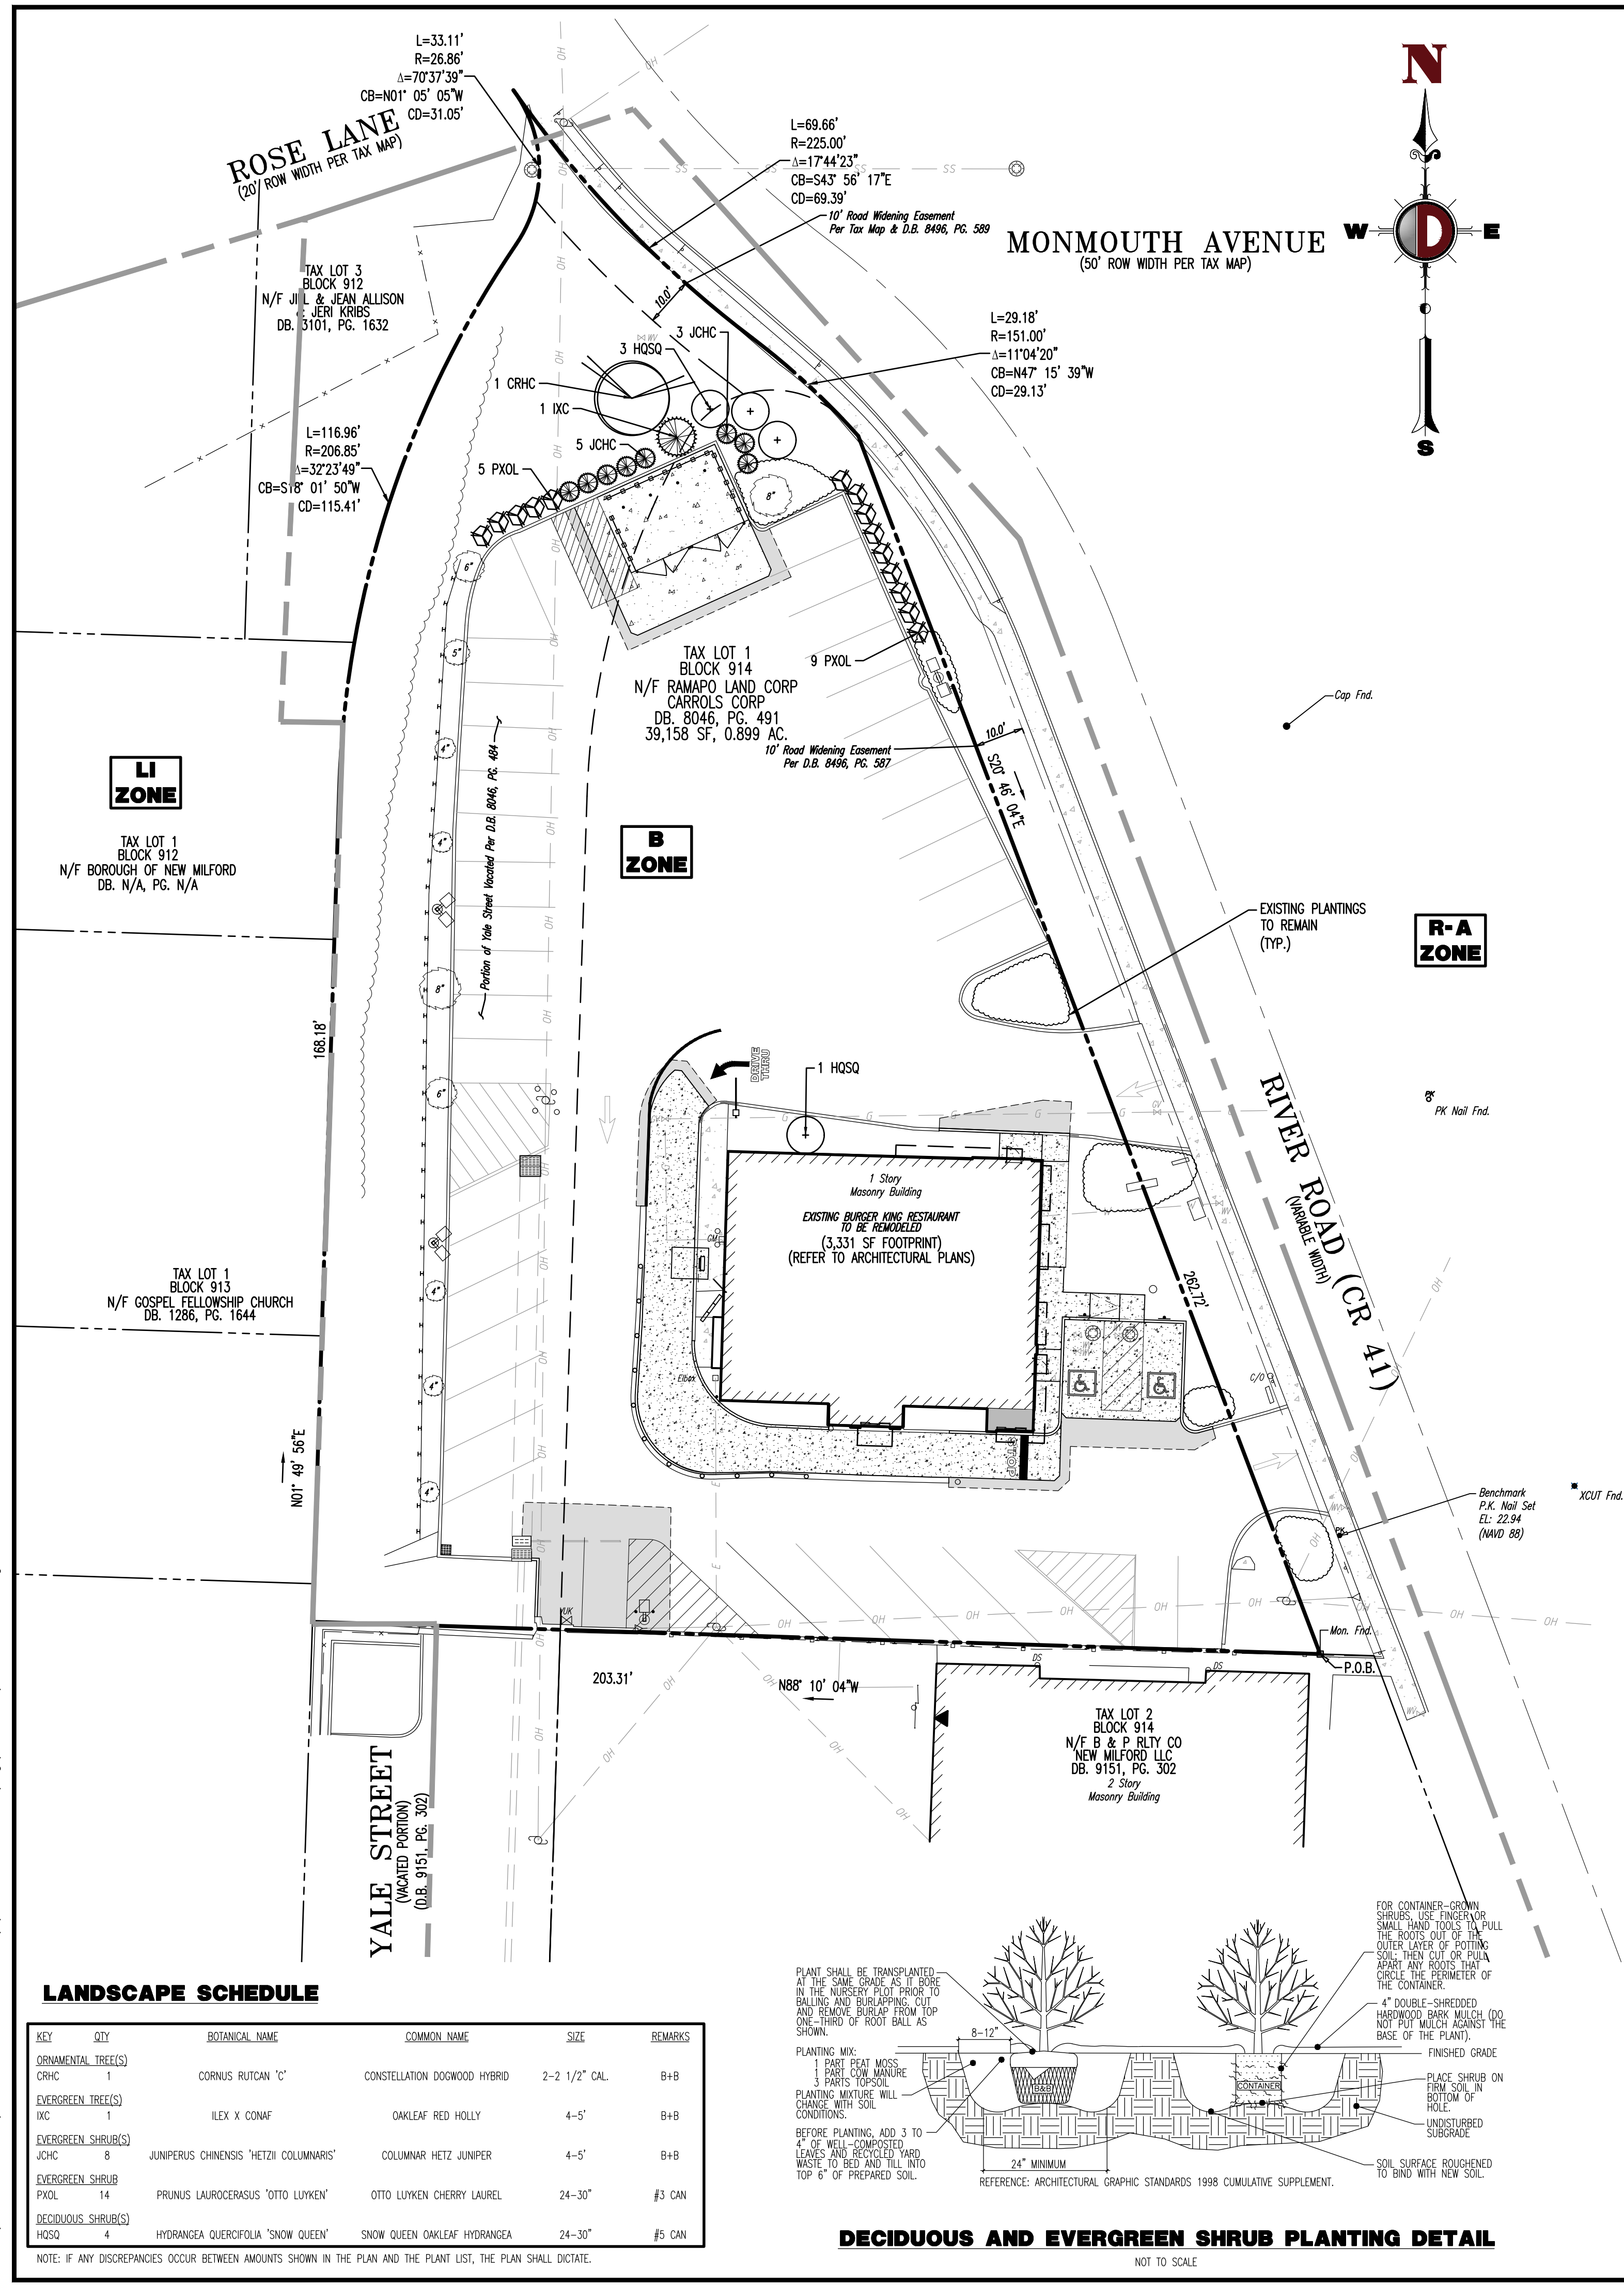 L=33.11'
R=26.86'
Δ=70°37'39"
CB=N01° 05' 05"W
CD=31.05'
ROSE LANE
(20' ROW WIDTH PER TAX MAP)
L=69.66'
R=225.00'
Δ=17°44'23"
CB=S43° 56' 17"E
CD=69.39'
10' Road Widening Easement
Per Tax Map & D.B. 8496, PG. 589
MONMOUTH AVENUE
(50' ROW WIDTH PER TAX MAP)
N
W D E
S
TAX LOT 3
BLOCK 912
N/F JILL & JEAN ALLISON
& JERI KRIBS
DB. 3101, PG. 1632
10.0'
L=29.18'
R=151.00'
Δ=11°04'20"
CB=N47° 15' 39"W
CD=29.13'
3 JCHC
3 HQSQ
1 CRHC
1 IXC
5 JCHC
5 PXOL
L=116.96'
R=206.85'
Δ=32°23'49"
CB=S18° 01' 50"W
CD=115.41'
8"
6"
5"
TAX LOT 1
BLOCK 914
N/F RAMAPO LAND CORP
CARROLS CORP
DB. 8046, PG. 491
39,158 SF, 0.899 AC.
9 PXOL
10' Road Widening Easement
Per D.B. 8496, PG. 587
10.0'
S20° 46' 04"E
Cap Fnd.
4"
Portion of Yale Street Vacated Per D.B. 8046, PG. 484
LI
ZONE
TAX LOT 1
BLOCK 912
N/F BOROUGH OF NEW MILFORD
DB. N/A, PG. N/A
B
ZONE
4"
EXISTING PLANTINGS
TO REMAIN
(TYP.)
R-A
ZONE
8"
168.18'
6"
DRIVE
THRU
1 HQSQ
PK
PK Nail Fnd.
RIVER ROAD (CR 41)
(VARIABLE WIDTH)
1 Story
Masonry Building
EXISTING BURGER KING RESTAURANT
TO BE REMODELED
(3,331 SF FOOTPRINT)
(REFER TO ARCHITECTURAL PLANS)
GM
262.72'
TAX LOT 1
BLOCK 913
N/F GOSPEL FELLOWSHIP CHURCH
DB. 1286, PG. 1644
4"
4"
Elbox
C/O
4"
N01° 49' 56"E
STOP
Benchmark
P.K. Nail Set
EL: 22.94
(NAVD 88)
XCUT Fnd.
PK
UK
Mon. Fnd.
P.O.B.
DS
DS
203.31'
N88° 10' 04"W
TAX LOT 2
BLOCK 914
N/F B & P RLTY CO
NEW MILFORD LLC
DB. 9151, PG. 302
2 Story
Masonry Building
YALE STREET
(VACATED PORTION)
(D.B. 9151, PG. 302)
LANDSCAPE SCHEDULE
KEY QTY BOTANICAL NAME COMMON NAME SIZE REMARKS
ORNAMENTAL TREE(S)
CRHC 1 CORNUS RUTCAN 'C' CONSTELLATION DOGWOOD HYBRID 2-2 1/2" CAL. B+B
EVERGREEN TREE(S)
IXC 1 ILEX X CONAF OAKLEAF RED HOLLY 4-5' B+B
EVERGREEN SHRUB(S)
JCHC 8 JUNIPERUS CHINENSIS 'HETZII COLUMNARIS' COLUMNAR HETZ JUNIPER 4-5' B+B
EVERGREEN SHRUB
PXOL 14 PRUNUS LAUROCERASUS 'OTTO LUYKEN' OTTO LUYKEN CHERRY LAUREL 24-30" #3 CAN
DECIDUOUS SHRUB(S)
HQSQ 4 HYDRANGEA QUERCIFOLIA 'SNOW QUEEN' SNOW QUEEN OAKLEAF HYDRANGEA 24-30" #5 CAN
NOTE: IF ANY DISCREPANCIES OCCUR BETWEEN AMOUNTS SHOWN IN THE PLAN AND THE PLANT LIST, THE PLAN SHALL DICTATE.
PLANT SHALL BE TRANSPLANTED
AT THE SAME GRADE AS IT BORE
IN THE NURSERY PLOT PRIOR TO
BALLING AND BURLAPPING. CUT
AND REMOVE BURLAP FROM TOP
ONE-THIRD OF ROOT BALL AS
SHOWN.
PLANTING MIX:
1 PART PEAT MOSS
1 PART COW MANURE
3 PARTS TOPSOIL
PLANTING MIXTURE WILL
CHANGE WITH SOIL
CONDITIONS.
BEFORE PLANTING, ADD 3 TO
4" OF WELL-COMPOSTED
LEAVES AND RECYCLED YARD
WASTE TO BED AND TILL INTO
TOP 6" OF PREPARED SOIL.
8-12"
B&B
CONTAINER
24" MINIMUM
FOR CONTAINER-GROWN
SHRUBS, USE FINGER OR
SMALL HAND TOOLS TO PULL
THE ROOTS OUT OF THE
OUTER LAYER OF POTTING
SOIL; THEN CUT OR PULL
APART ANY ROOTS THAT
CIRCLE THE PERIMETER OF
THE CONTAINER.
4" DOUBLE-SHREDDED
HARDWOOD BARK MULCH (DO
NOT PUT MULCH AGAINST THE
BASE OF THE PLANT).
FINISHED GRADE
PLACE SHRUB ON
FIRM SOIL IN
BOTTOM OF
HOLE.
UNDISTURBED
SUBGRADE
SOIL SURFACE ROUGHENED
TO BIND WITH NEW SOIL.
REFERENCE: ARCHITECTURAL GRAPHIC STANDARDS 1998 CUMULATIVE SUPPLEMENT.
DECIDUOUS AND EVERGREEN SHRUB PLANTING DETAIL
NOT TO SCALE